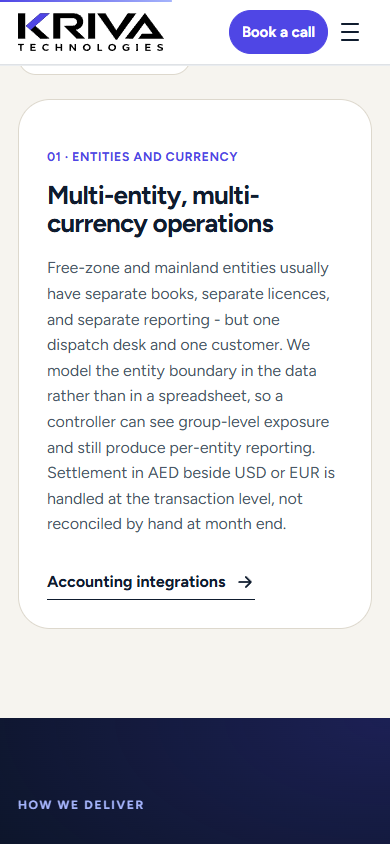 KRIVA
TECHNOLOGIES
Book a call
01 · ENTITIES AND CURRENCY
Multi-entity, multi-
currency operations
Free-zone and mainland entities usually
have separate books, separate licences,
and separate reporting - but one
dispatch desk and one customer. We
model the entity boundary in the data
rather than in a spreadsheet, so a
controller can see group-level exposure
and still produce per-entity reporting.
Settlement in AED beside USD or EUR is
handled at the transaction level, not
reconciled by hand at month end.
Accounting integrations →
HOW WE DELIVER